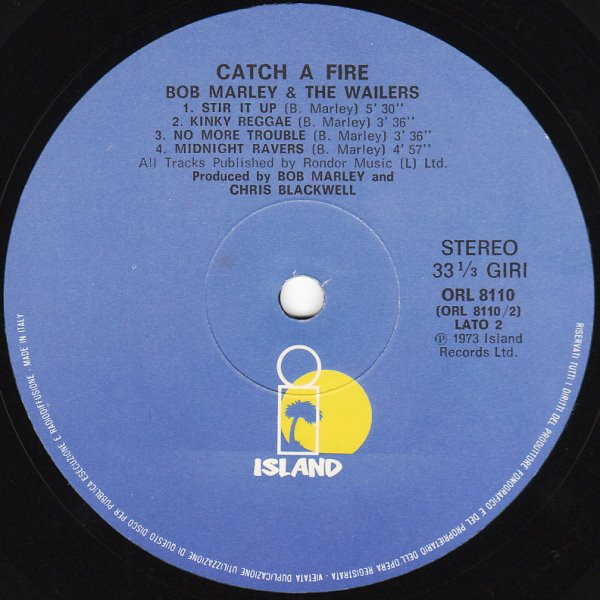 CATCH A FIRE
BOB MARLEY & THE WAILERS
1. STIR IT UP (B. Marley) 5'30''
2. KINKY REGGAE (B. Marley) 3'36''
3. NO MORE TROUBLE (B. Marley) 3'36''
4. MIDNIGHT RAVERS (B. Marley) 4'57''
All Tracks Published by Rondor Music (L) Ltd.
Produced by BOB MARLEY and
CHRIS BLACKWELL
STEREO
33 1/3 GIRI
ORL 8110
(ORL 8110/2)
LATO 2
℗ 1973 Island
Records Ltd.
ISLAND
RISERVATI TUTTI I DIRITTI DEL PRODUTTORE FONOGRAFICO E DEL PROPRIETARIO DELL'OPERA REGISTRATA - VIETATA DUPLICAZIONE UTILIZZAZIONE DI QUESTO DISCO PER PUBBLICA ESECUZIONE E RADIODIFFUSIONE - MADE IN ITALY